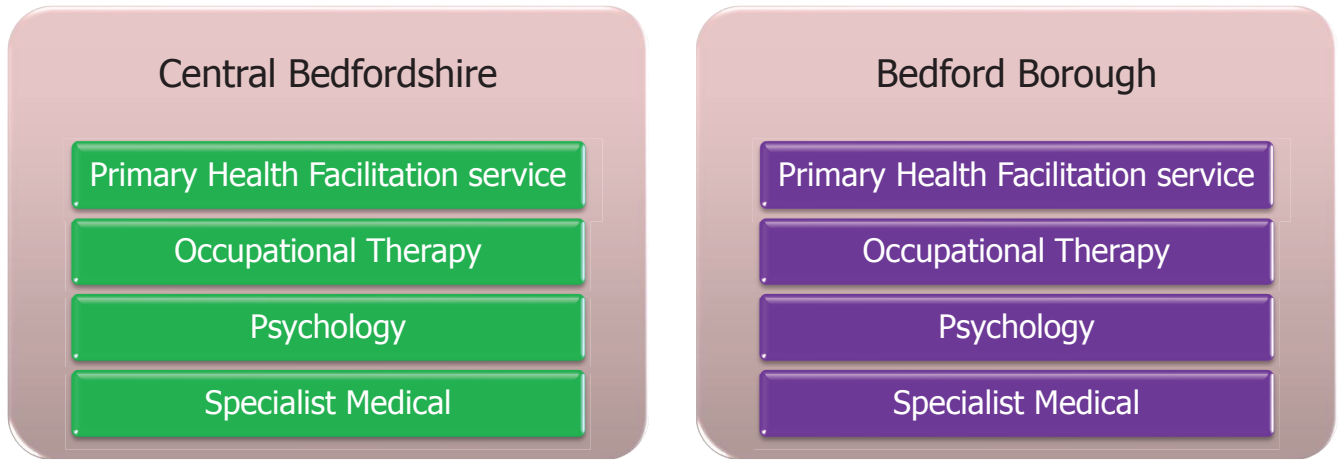 Central Bedfordshire
Primary Health Facilitation service
Occupational Therapy
Psychology
Specialist Medical
Bedford Borough
Primary Health Facilitation service
Occupational Therapy
Psychology
Specialist Medical